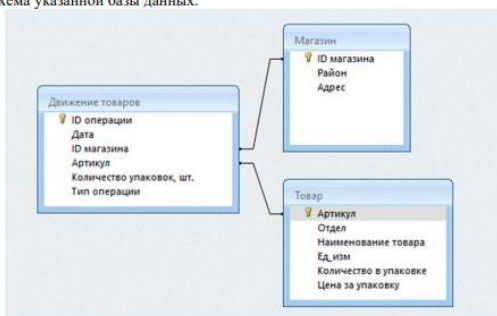 хема указанной базы данных.
Магазин
ID магазина
Район
Адрес
Движение товаров
ID операции
Дата
ID магазина
Артикул
Количество упаковок, шт.
Тип операции
Товар
Артикул
Отдел
Наименование товара
Ед_изм
Количество в упаковке
Цена за упаковку